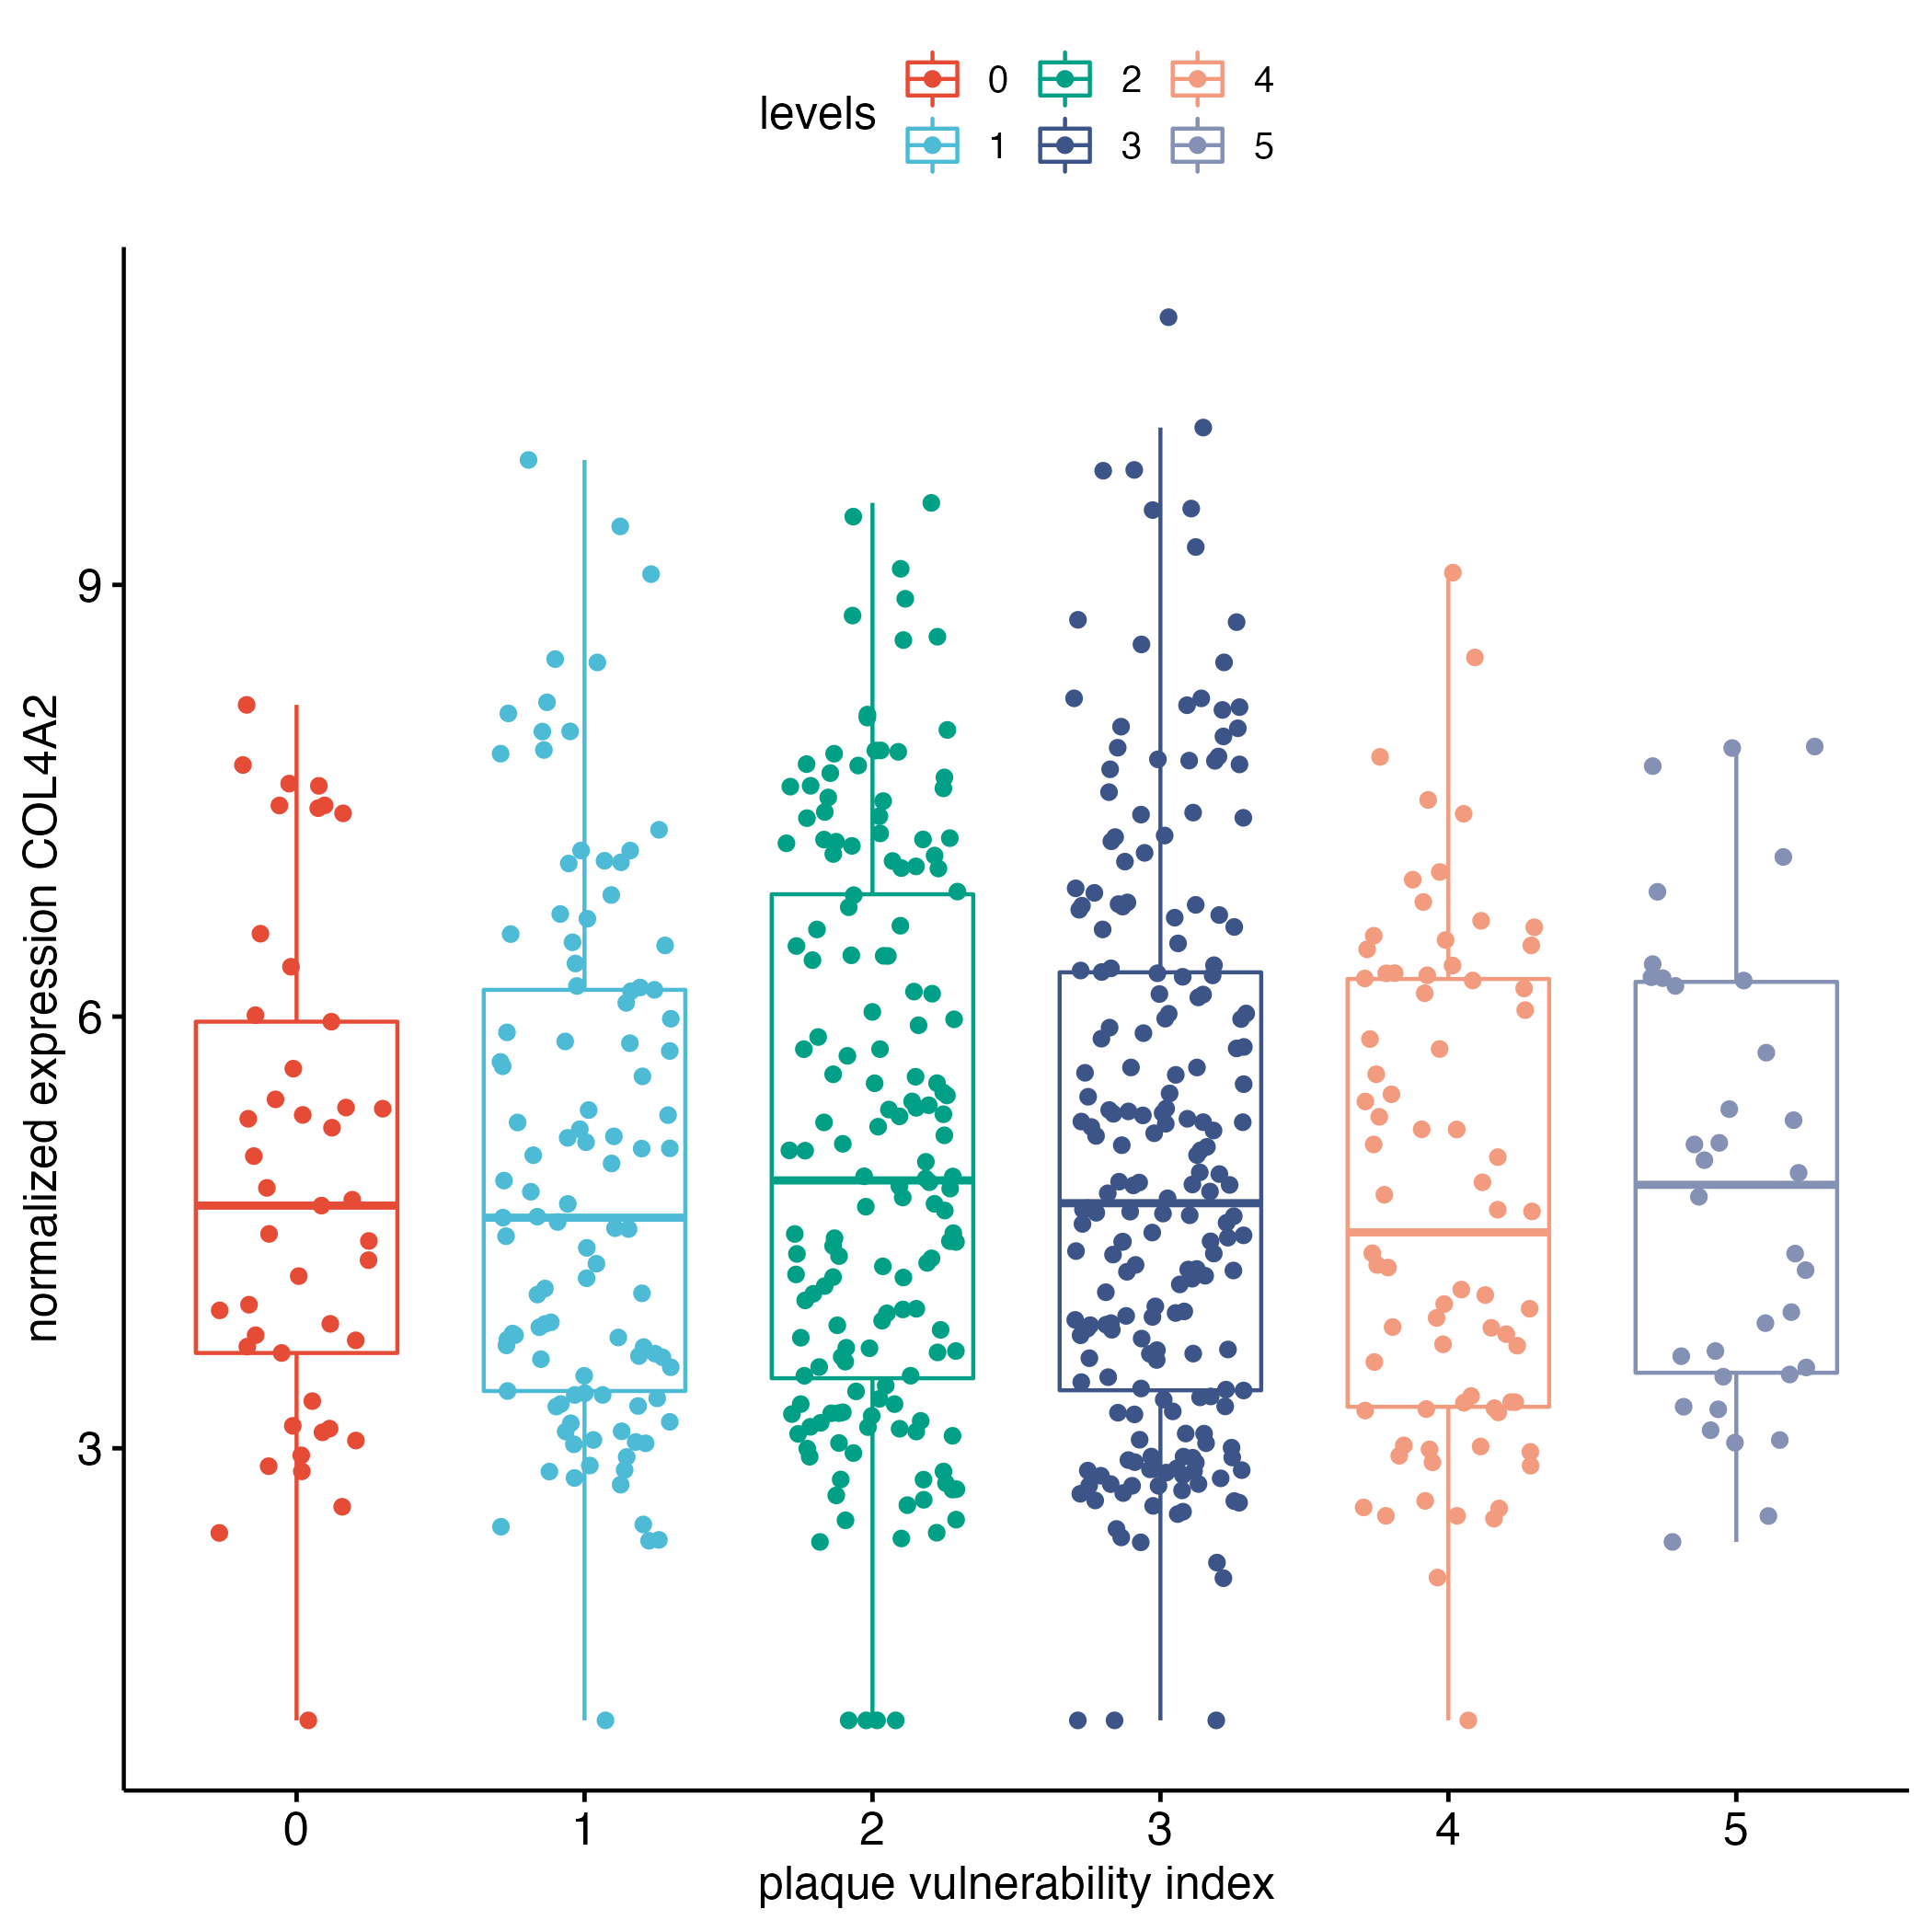 levels
0 2 4
1 3 5
normalized expression COL4A2
9
6
3
0 1 2 3 4 5
plaque vulnerability index